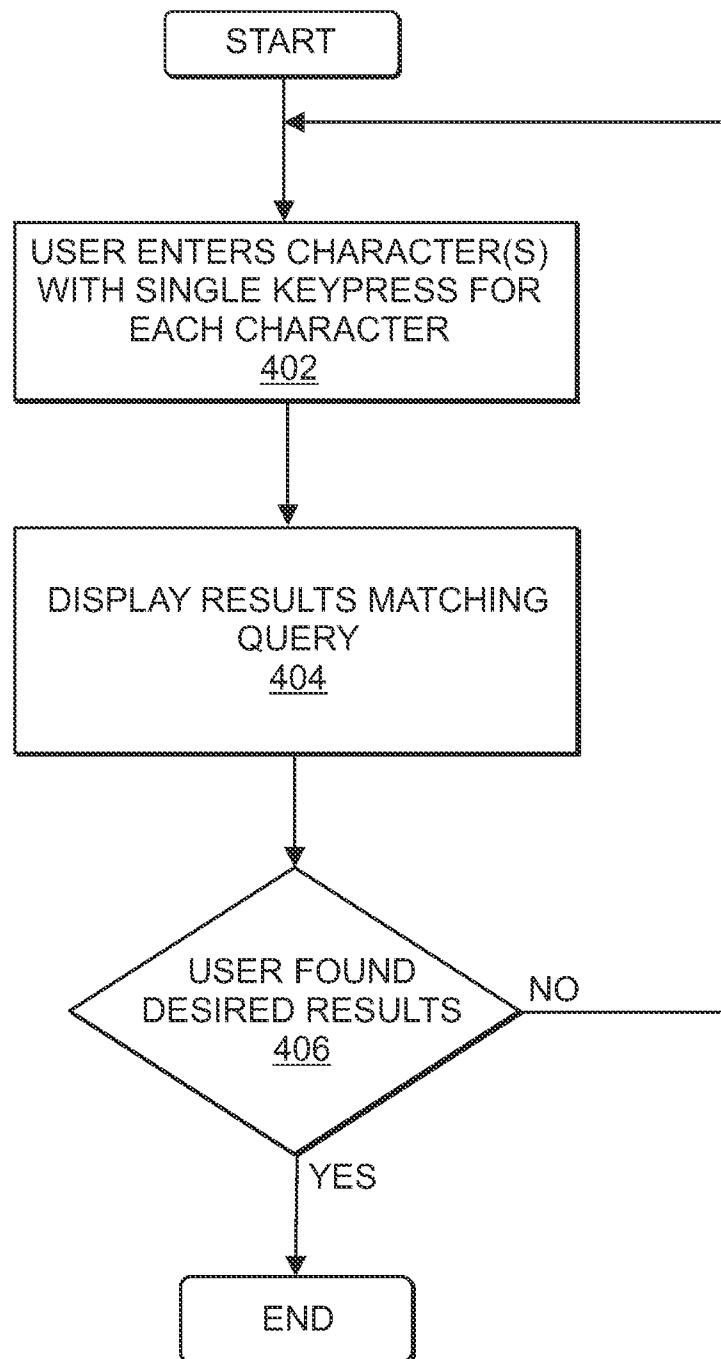 START
USER ENTERS CHARACTER(S)
WITH SINGLE KEYPRESS FOR
EACH CHARACTER
402
DISPLAY RESULTS MATCHING
QUERY
404
USER FOUND
DESIRED RESULTS
406
NO
YES
END